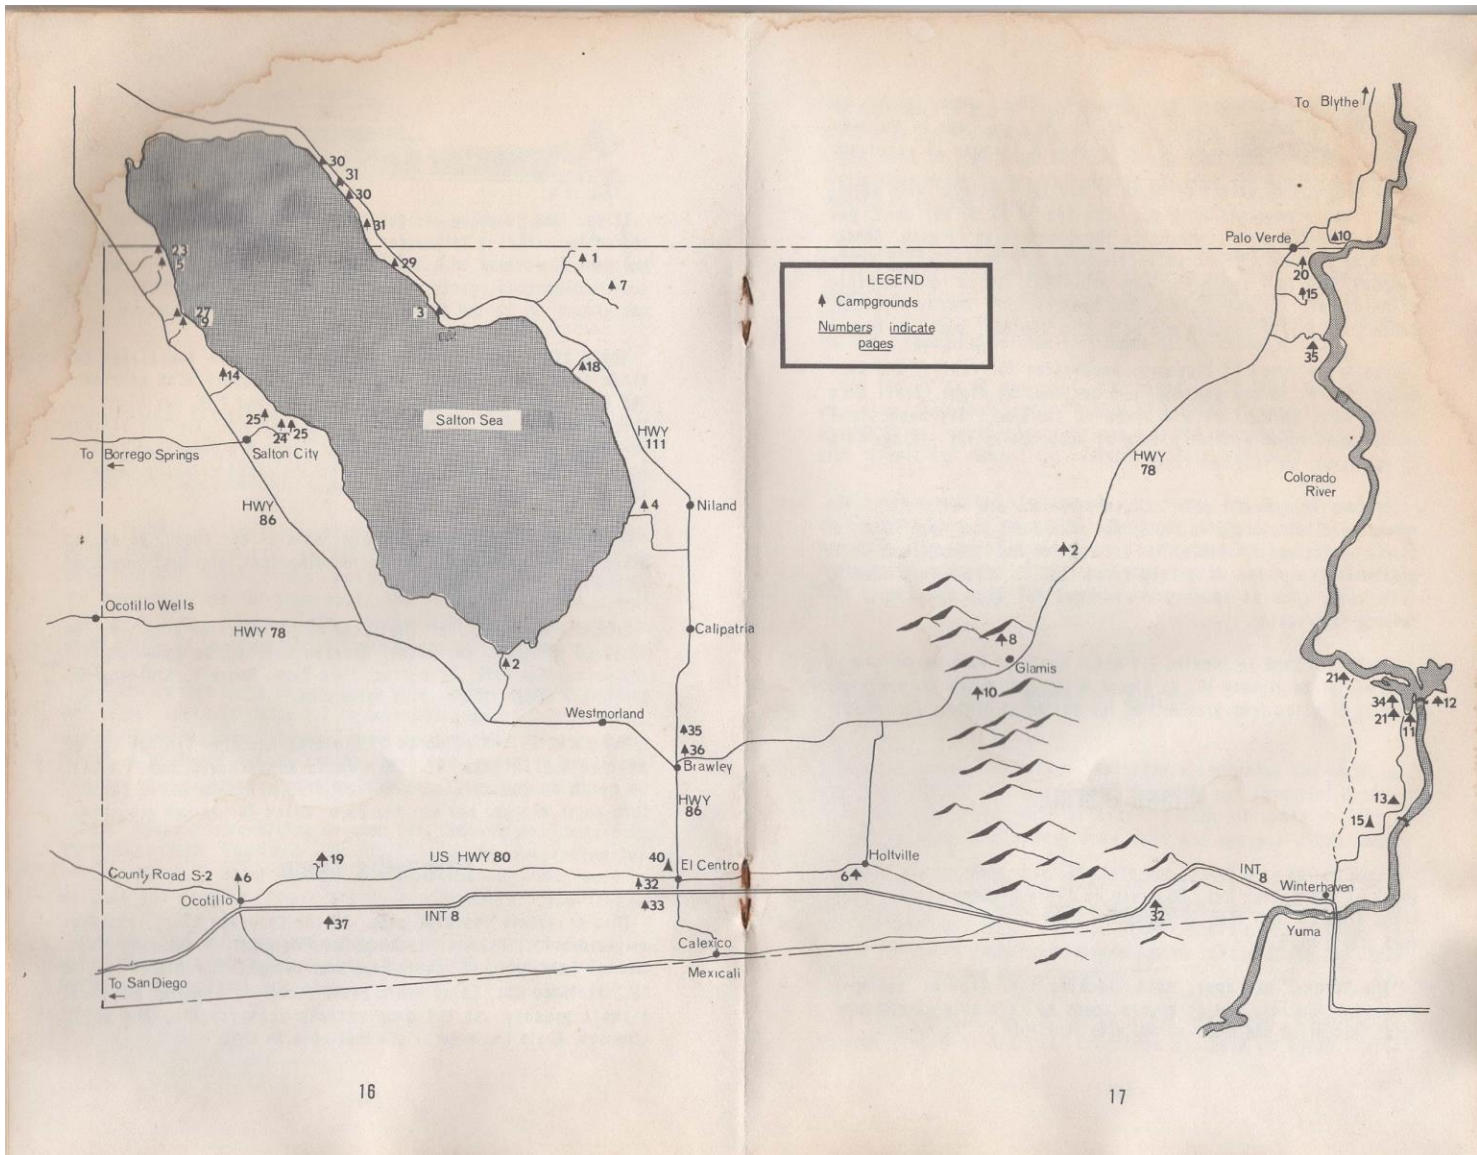 To Blythe
30
31
30
31
23
5
29
1
7
Palo Verde
10
20
15
LEGEND
Campgrounds
Numbers indicate
pages
27
9
3
35
14
18
25
24
25
Salton Sea
HWY
111
To Borrego Springs
Salton City
HWY
78
Colorado
River
HWY
86
4
Niland
2
Ocotillo Wells
HWY 78
Calipatria
8
Glamis
2
10
21
34
21
11
12
Westmorland
35
36
Brawley
HWY
86
13
15
19
US HWY 80
40
El Centro
Holtville
County Road S-2
6
32
6
INT
8
Winterhaven
Ocotillo
33
32
INT 8
37
Yuma
Calexico
Mexicali
To San Diego
16
17